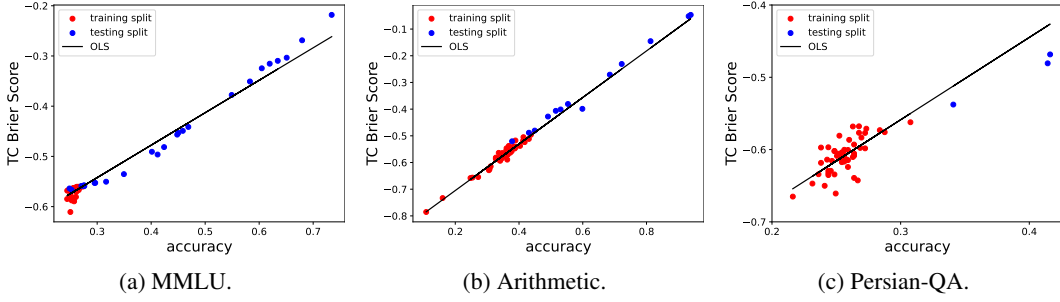 training split
testing split
OLS
TC Brier Score
−0.2
−0.3
−0.4
−0.5
−0.6
0.3 0.4 0.5 0.6 0.7
accuracy
(a) MMLU.
training split
testing split
OLS
TC Brier Score
−0.1
−0.2
−0.3
−0.4
−0.5
−0.6
−0.7
−0.8
0.2 0.4 0.6 0.8
accuracy
(b) Arithmetic.
training split
testing split
OLS
TC Brier Score
−0.4
−0.5
−0.6
−0.7
0.2 0.3 0.4
accuracy
(c) Persian-QA.